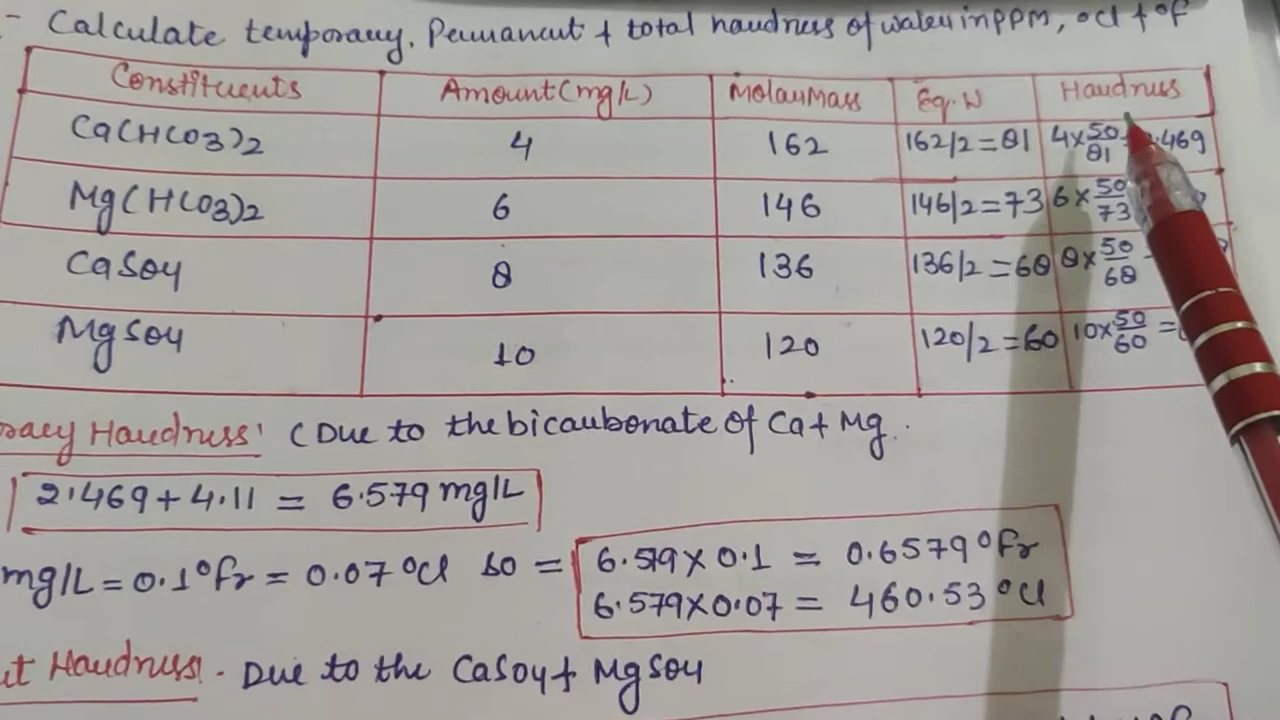 - Calculate temporary, Permanent + total hardness of water in PPM, °Cl + °F
Constituents Amount (mg/L) Molar Mass Eq. W Hardness
Ca(HCO3)2 4 162 162/2 = 81 4 × 50/81 .469
Mg(HCO3)2 6 146 146/2 = 73 6 × 50/73
CaSO4 8 136 136/2 = 68 8 × 50/68
MgSO4 10 120 120/2 = 60 10 × 50/60 =
orary Hardness: (Due to the bicarbonate of Ca + Mg.
2.469 + 4.11 = 6.579 mg/L
mg/L = 0.1°Fr = 0.07°Cl so = 6.579 × 0.1 = 0.6579°Fr
6.579 × 0.07 = 460.53°Cl
nt Hardness. - Due to the CaSO4 + MgSO4